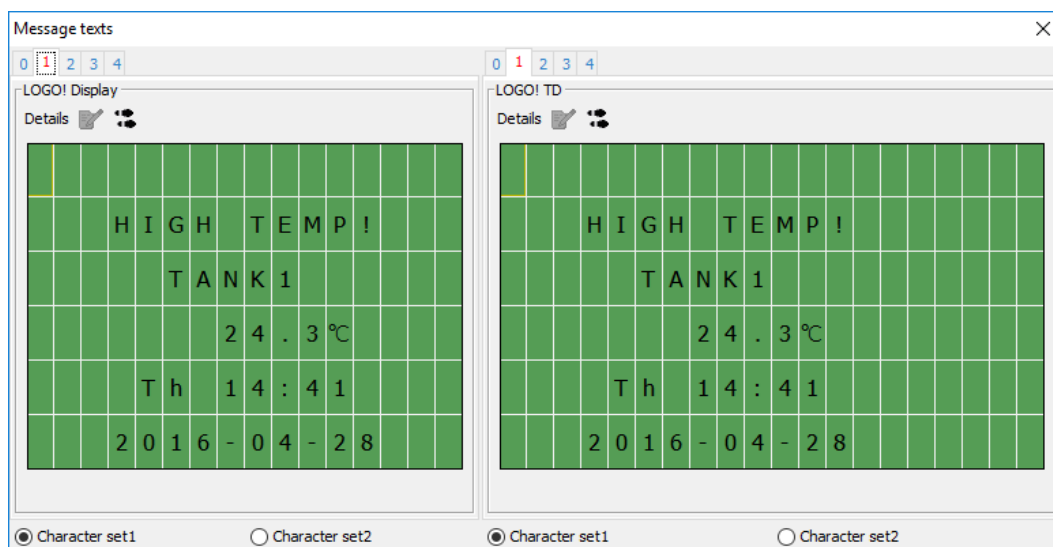 Message texts
0 1 2 3 4
LOGO! Display
Details
HIGH TEMP!
TANK1
24.3℃
Th 14:41
2016-04-28
Character set1 Character set2
0 1 2 3 4
LOGO! TD
Details
HIGH TEMP!
TANK1
24.3℃
Th 14:41
2016-04-28
Character set1 Character set2